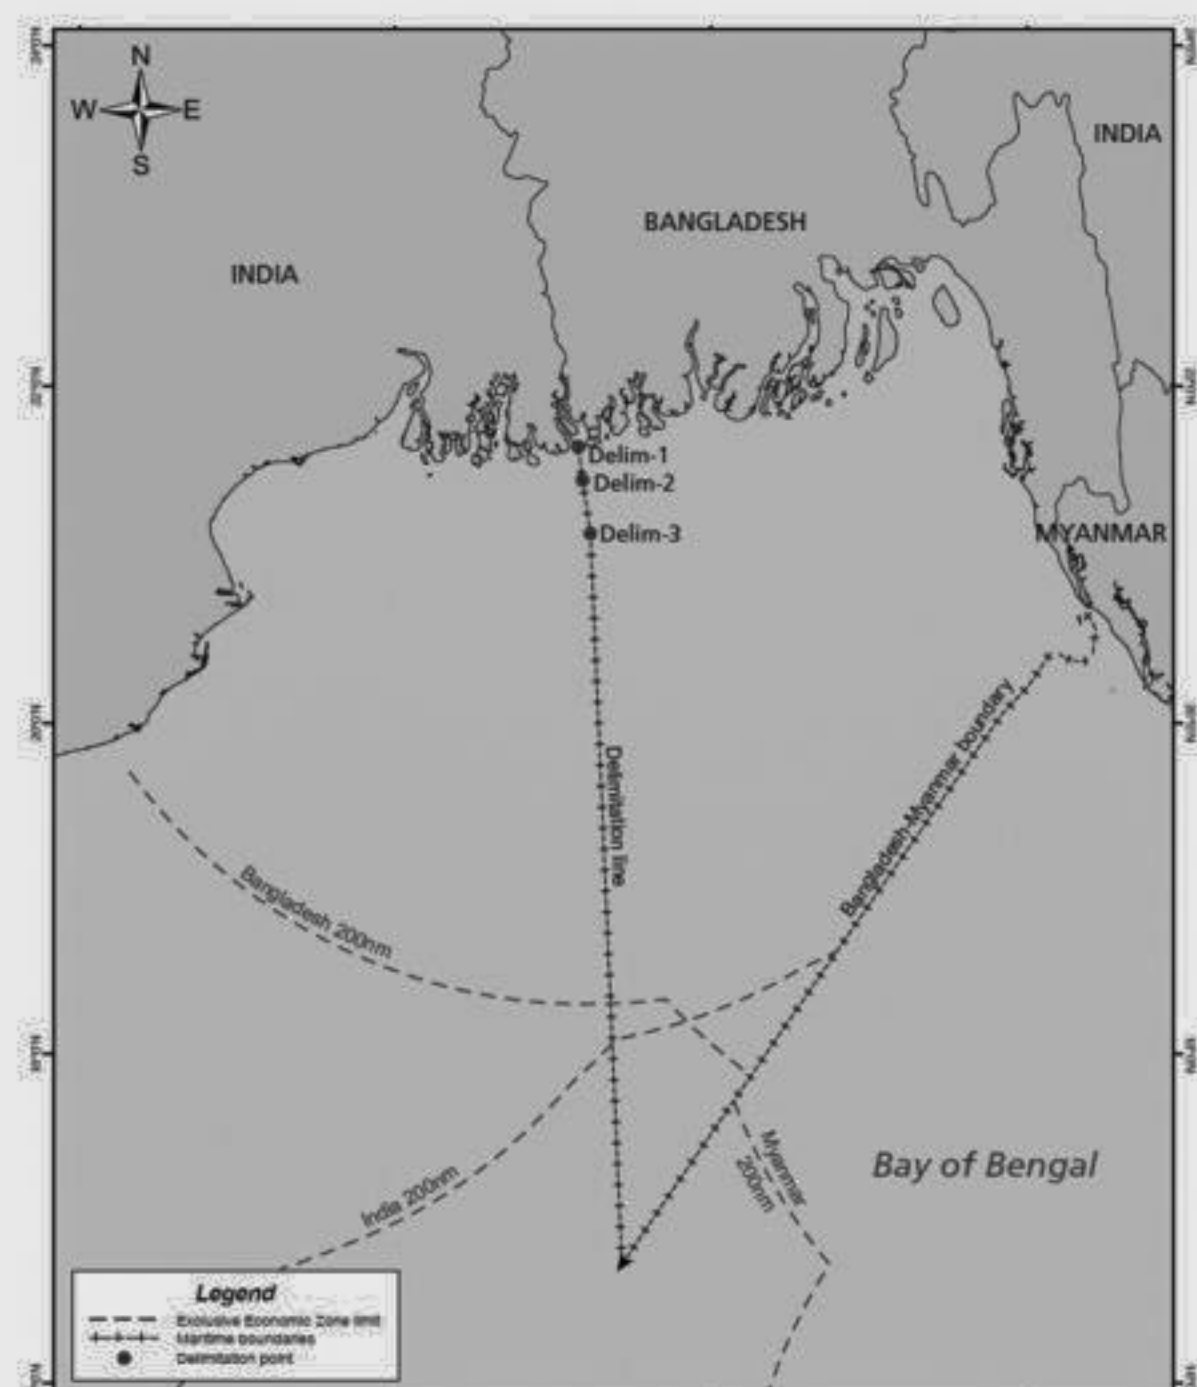 N
W E
S
INDIA
BANGLADESH
INDIA
Delim-1
Delim-2
Delim-3
MYANMAR
Delimitation line
Bangladesh-Myanmar boundary
Bangladesh 200nm
India 200nm
Myanmar
200nm
Bay of Bengal
Legend
Exclusive Economic Zone limit
Maritime boundaries
Delimitation point